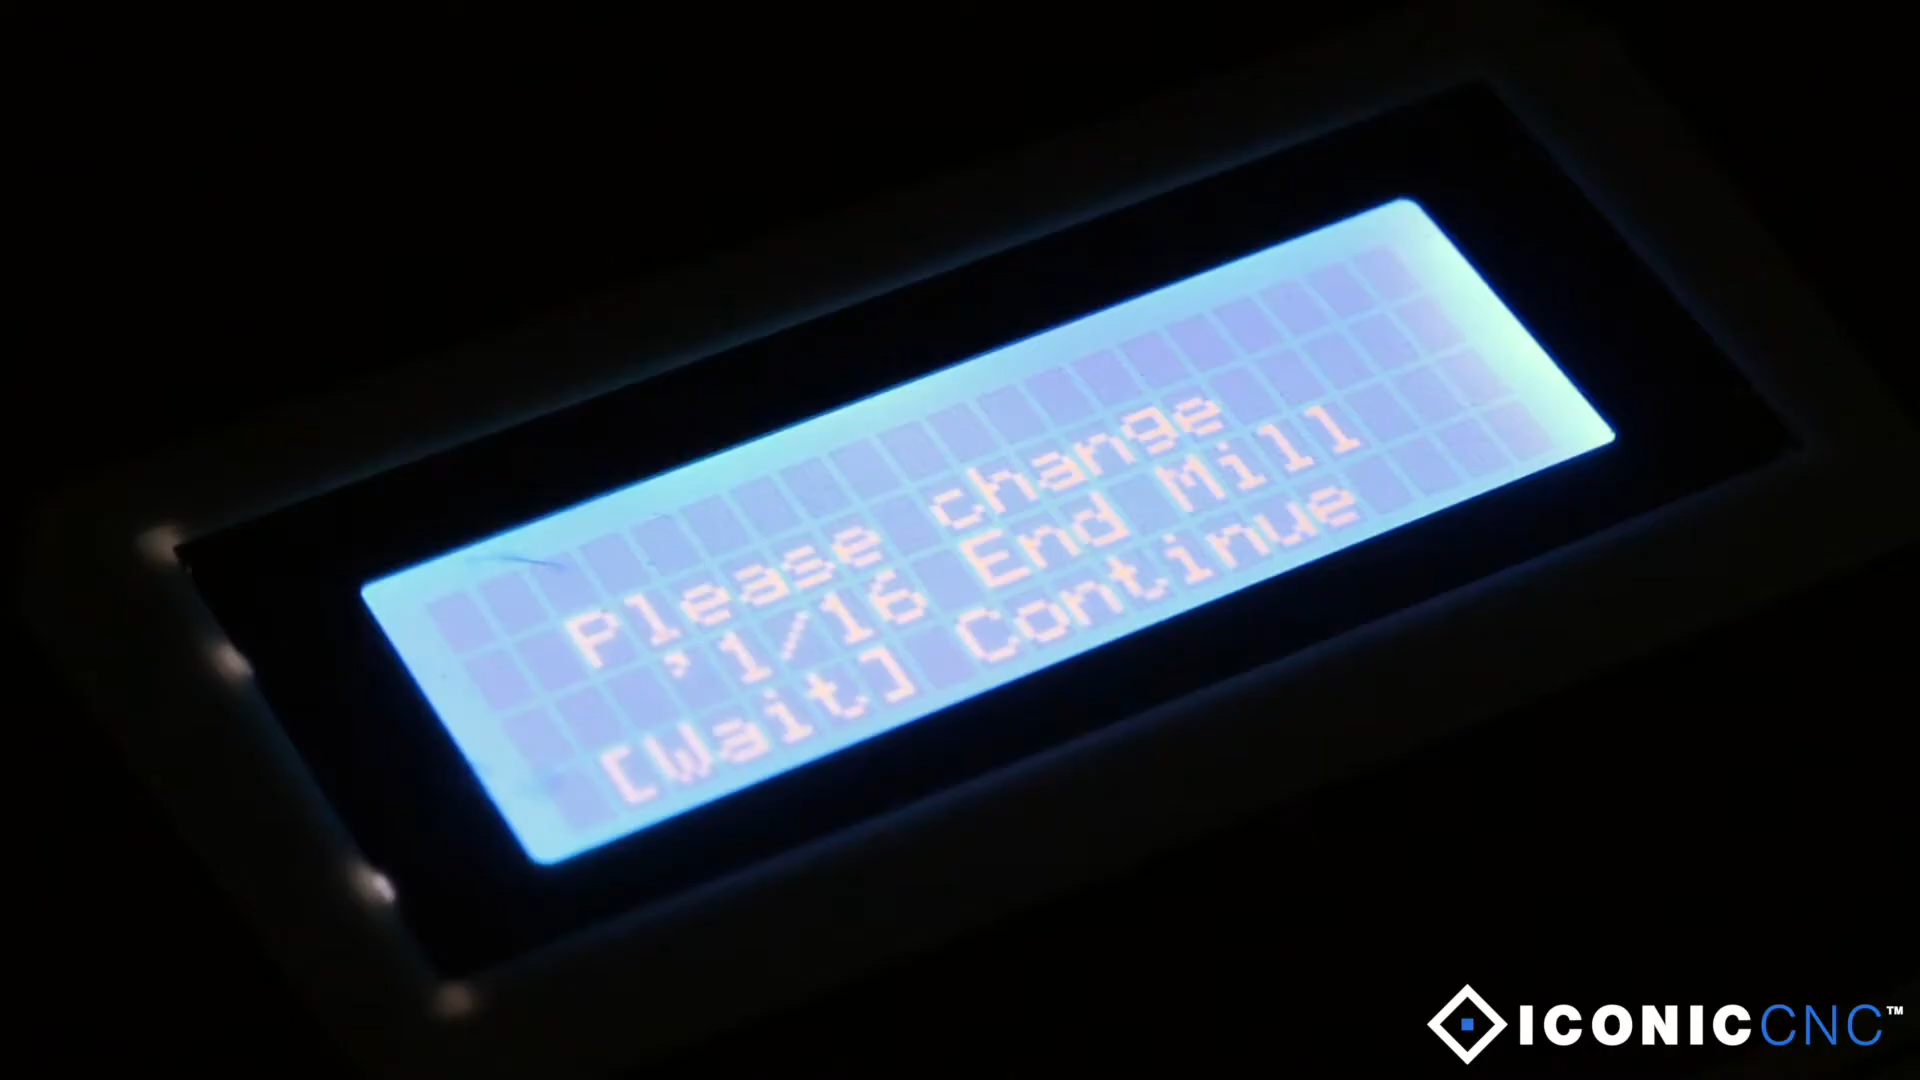 Please change
'1/16 End Mill
[Wait] Continue
ICONICCNC™